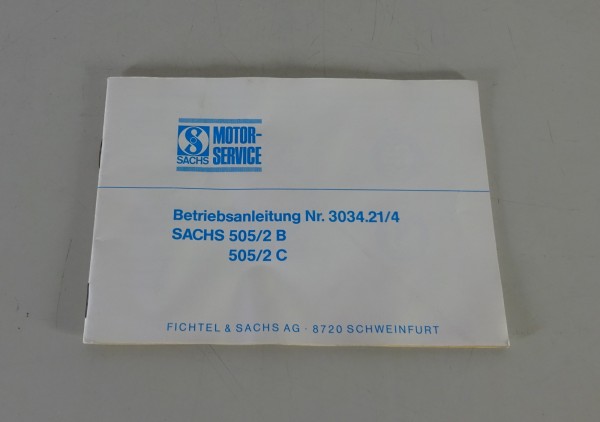 SACHS
MOTOR-
SERVICE
Betriebsanleitung Nr. 3034.21/4
SACHS 505/2 B
505/2 C
FICHTEL & SACHS AG · 8720 SCHWEINFURT